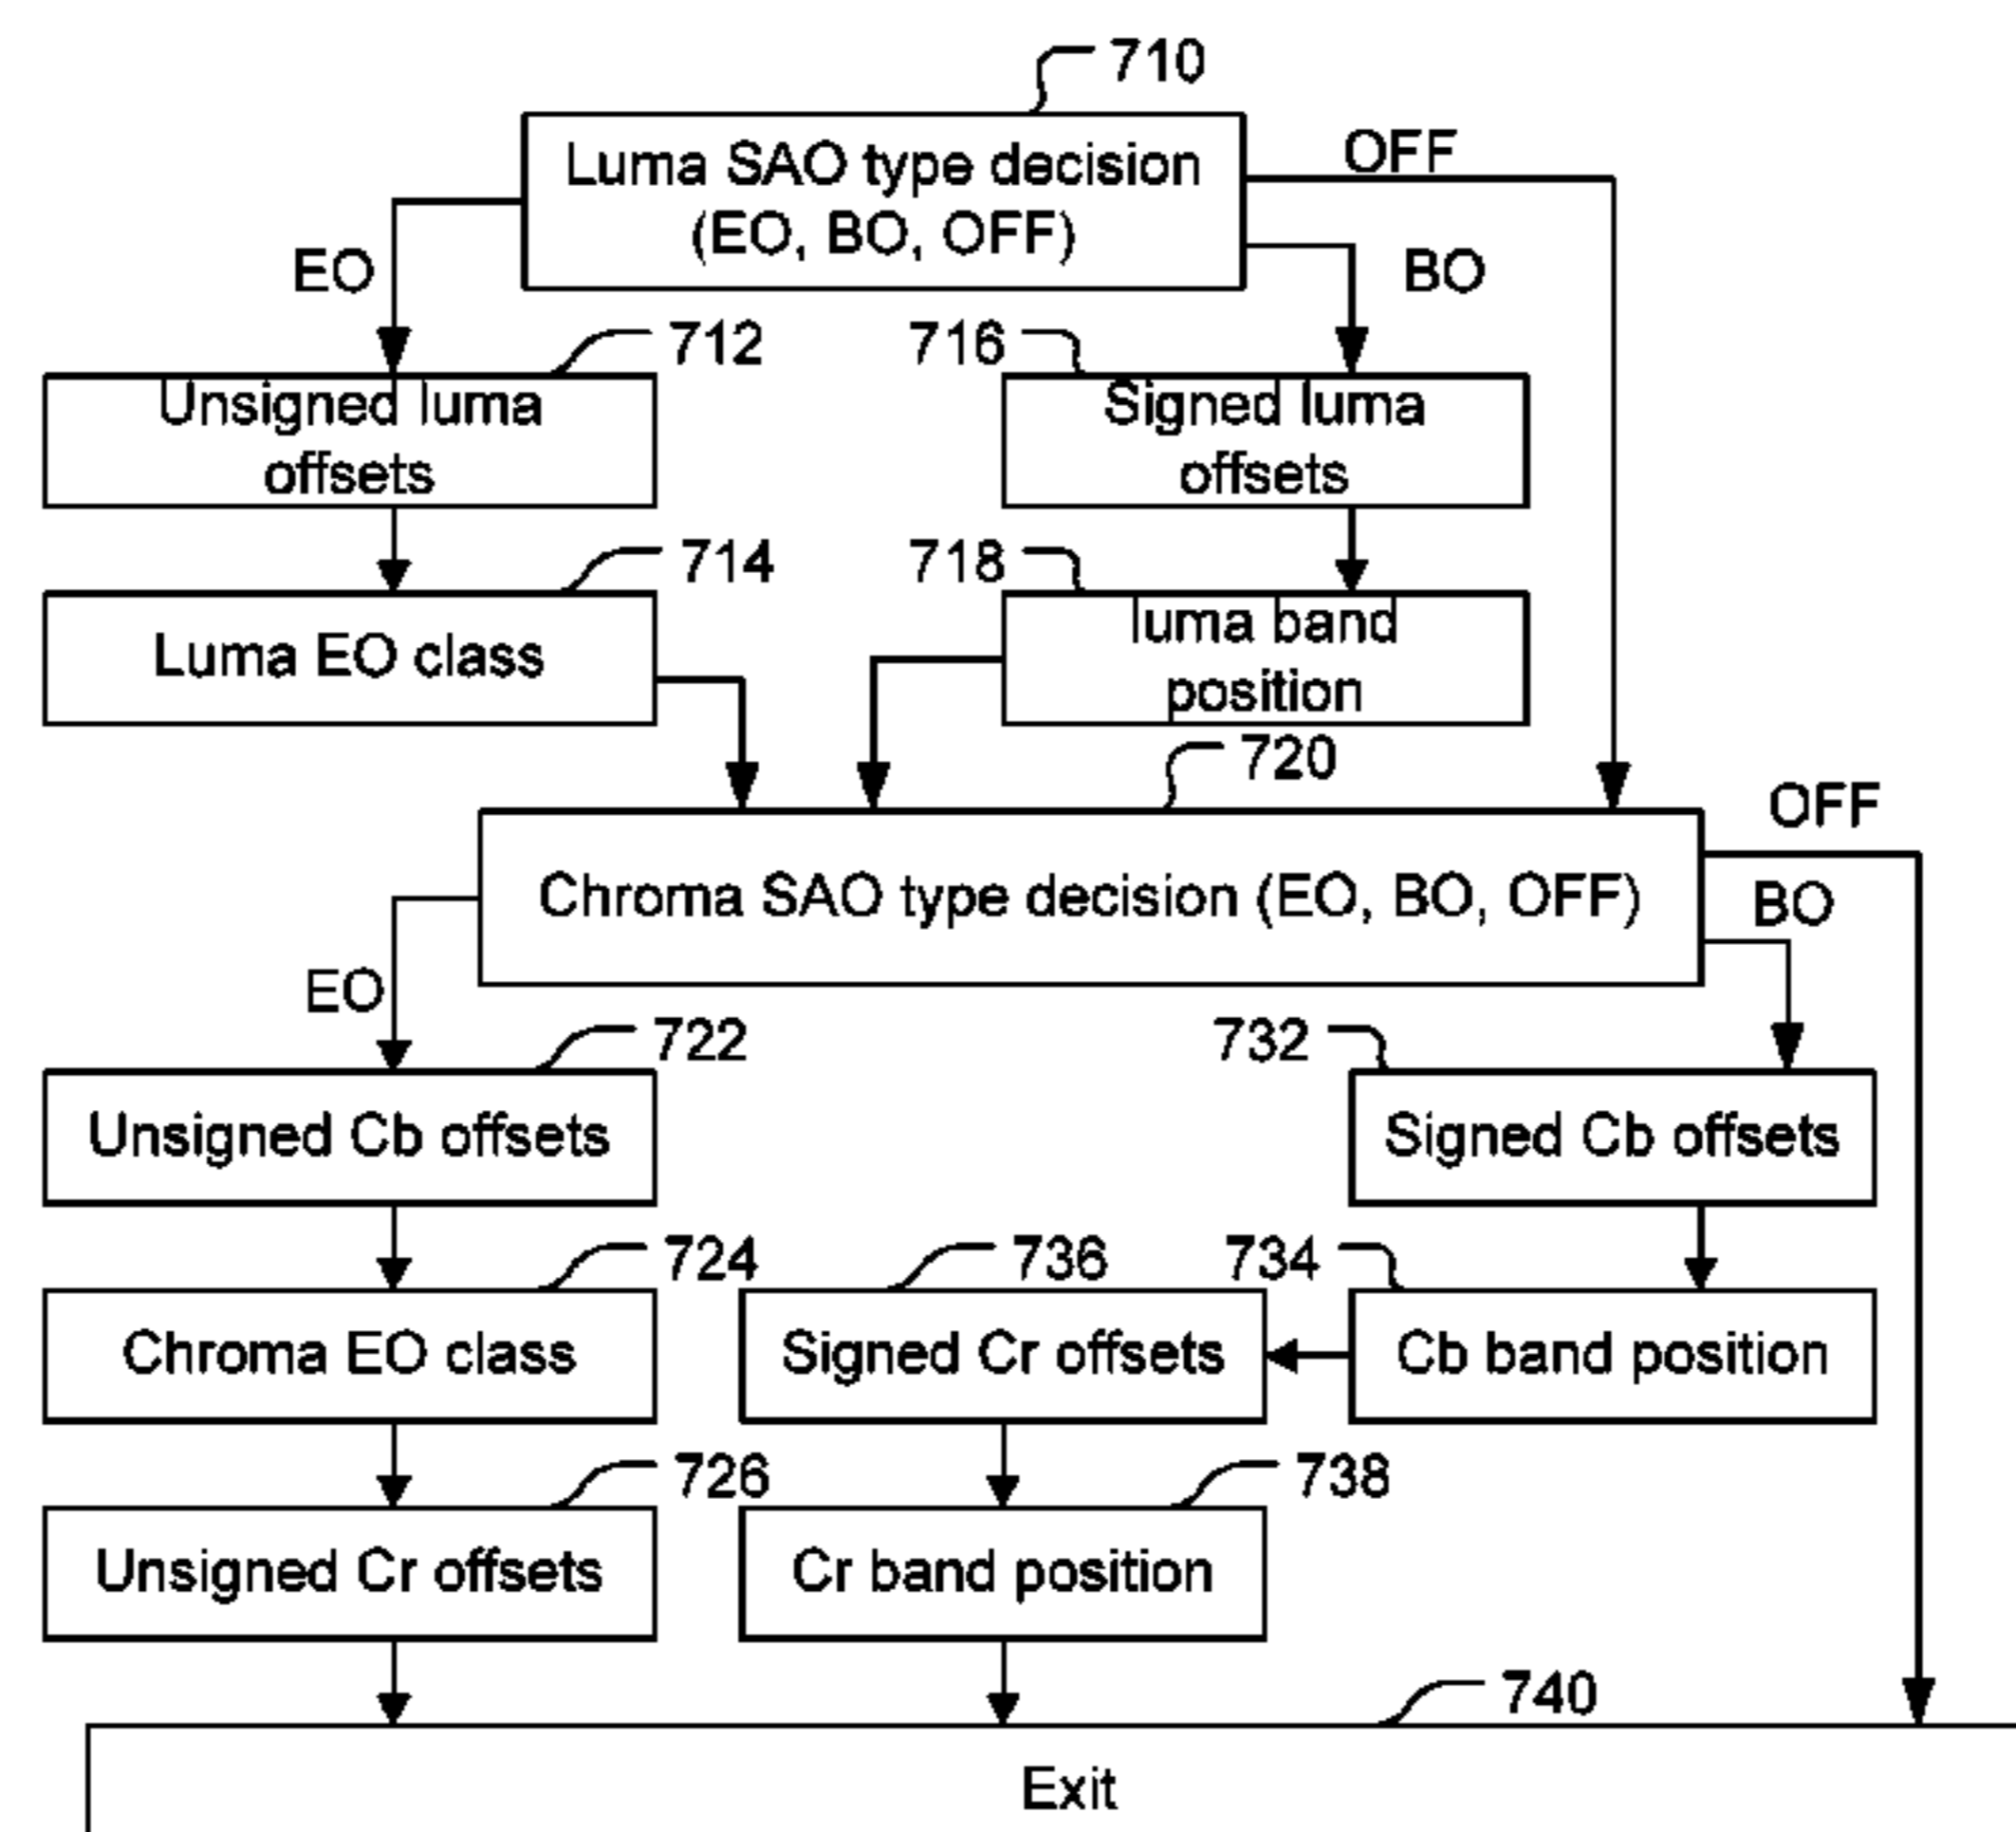 710
Luma SAO type decision
(EO, BO, OFF)
OFF
EO
BO
712
716
Unsigned luma
offsets
Signed luma
offsets
714
718
Luma EO class
luma band
position
720
OFF
Chroma SAO type decision (EO, BO, OFF)
BO
EO
722
732
Unsigned Cb offsets
Signed Cb offsets
724
736
734
Chroma EO class
Signed Cr offsets
Cb band position
726
738
Unsigned Cr offsets
Cr band position
740
Exit